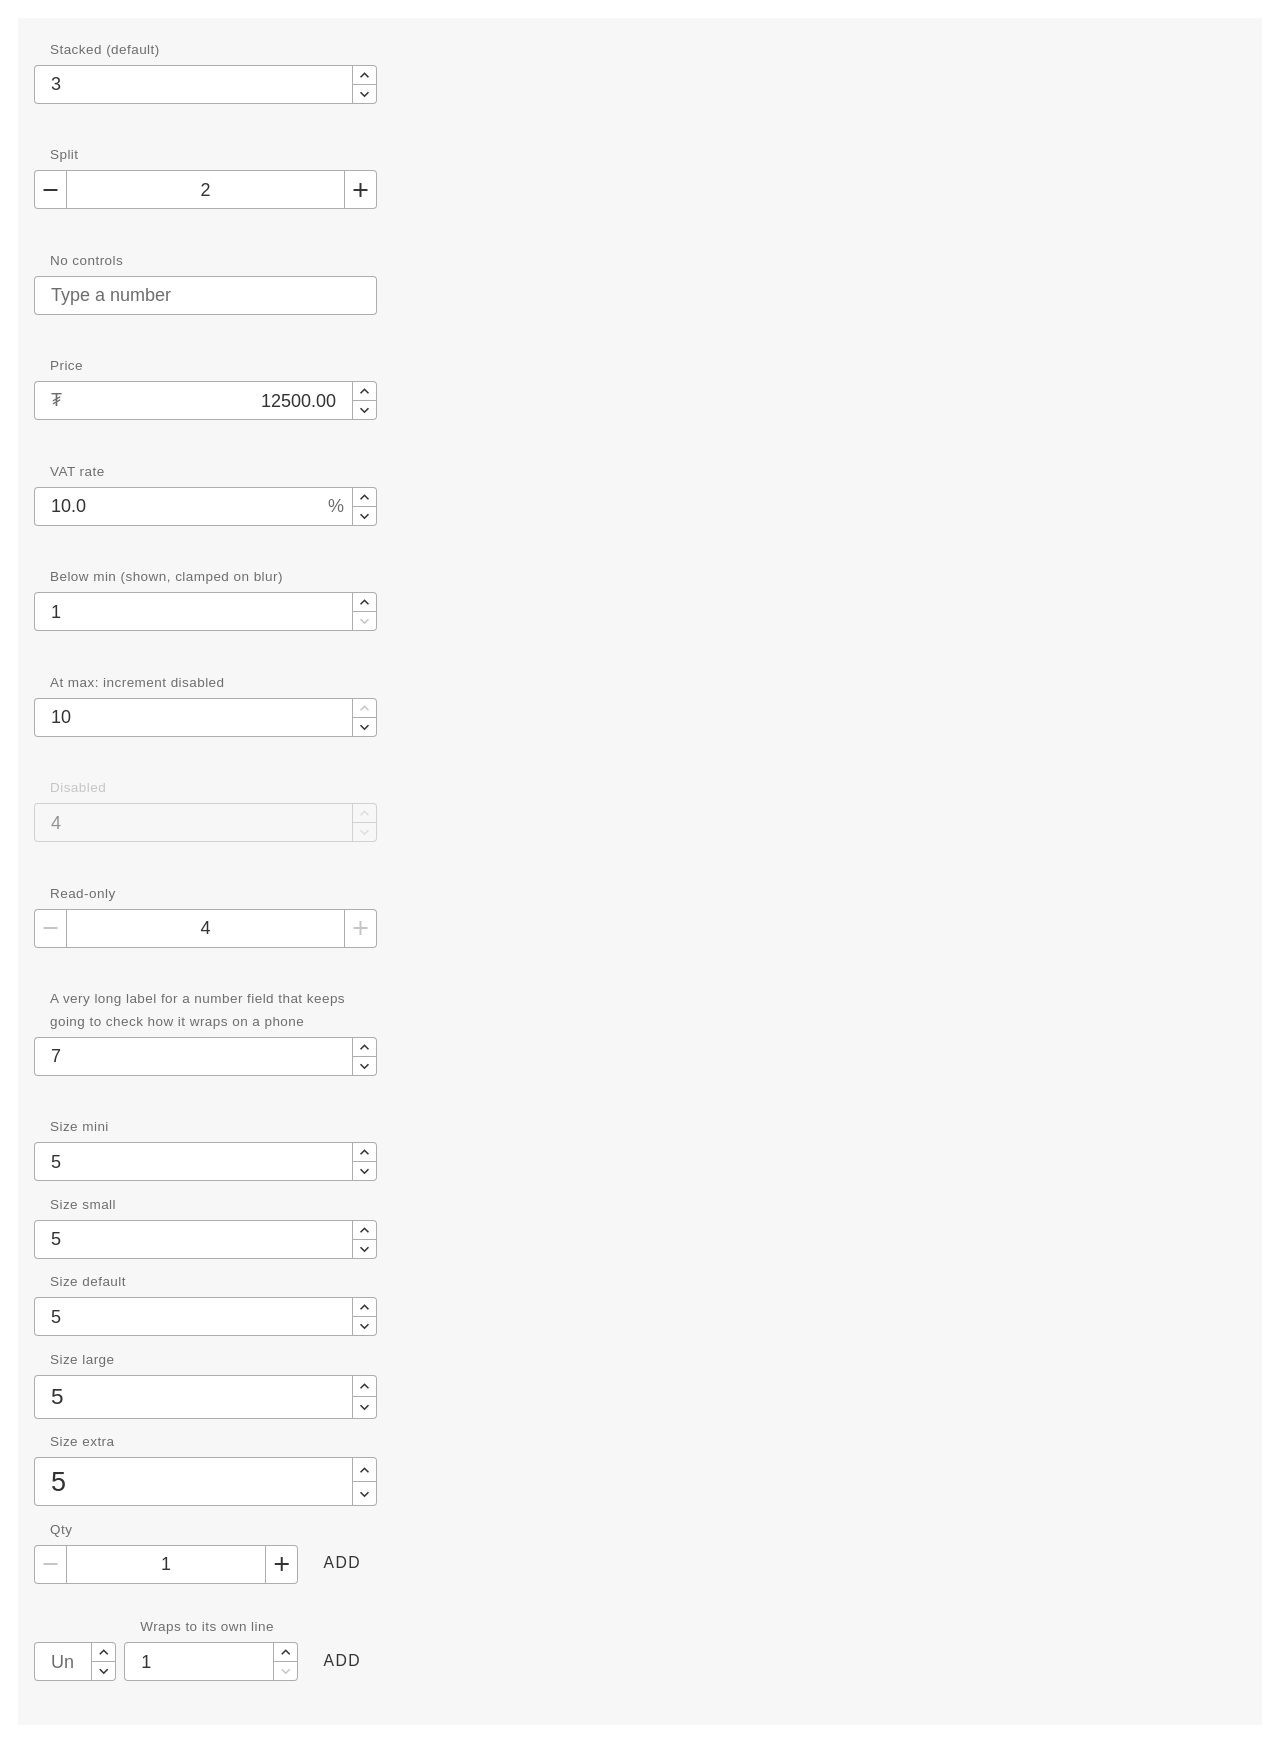 Stacked (default)
3
Split
− 2 +
No controls
Type a number
Price
₮ 12500.00
VAT rate
10.0 %
Below min (shown, clamped on blur)
1
At max: increment disabled
10
Disabled
4
Read-only
− 4 +
A very long label for a number field that keeps
going to check how it wraps on a phone
7
Size mini
5
Size small
5
Size default
5
Size large
5
Size extra
5
Qty
− 1 + ADD
Wraps to its own line
Un 1 ADD